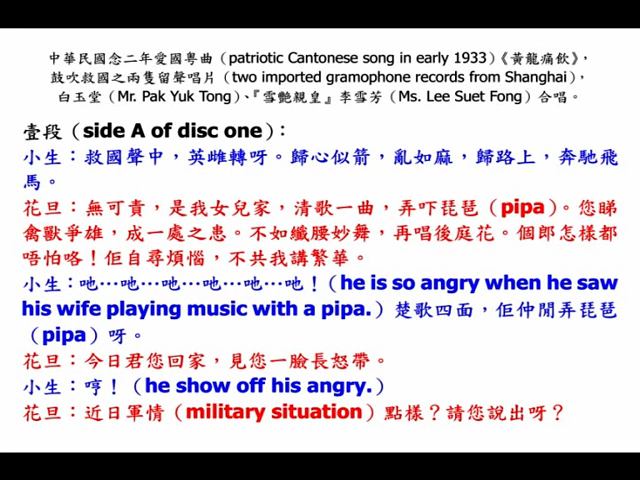 中華民國念二年愛國粵曲（patriotic Cantonese song in early 1933）《黃龍痛飲》，
鼓吹救國之兩隻留聲唱片（two imported gramophone records from Shanghai），
白玉堂（Mr. Pak Yuk Tong）、『雪艷親皇』李雪芳（Ms. Lee Suet Fong）合唱。
壹段（side A of disc one）：
小生：救國聲中，英雌轉呀。歸心似箭，亂如麻，歸路上，奔馳飛
馬。
花旦：無可責，是我女兒家，清歌一曲，弄吓琵琶（pipa）。您睇
禽獸爭雄，成一處之患。不如纖腰妙舞，再唱後庭花。個郎怎樣都
唔怕咯！佢自尋煩惱，不共我講繁華。
小生：吔⋯吔⋯吔⋯吔⋯吔⋯吔！（he is so angry when he saw
his wife playing music with a pipa.）楚歌四面，佢仲閒弄琵琶
（pipa）呀。
花旦：今日君您回家，見您一臉長怒帶。
小生：哼！（he show off his angry.）
花旦：近日軍情（military situation）點樣？請您說出呀？